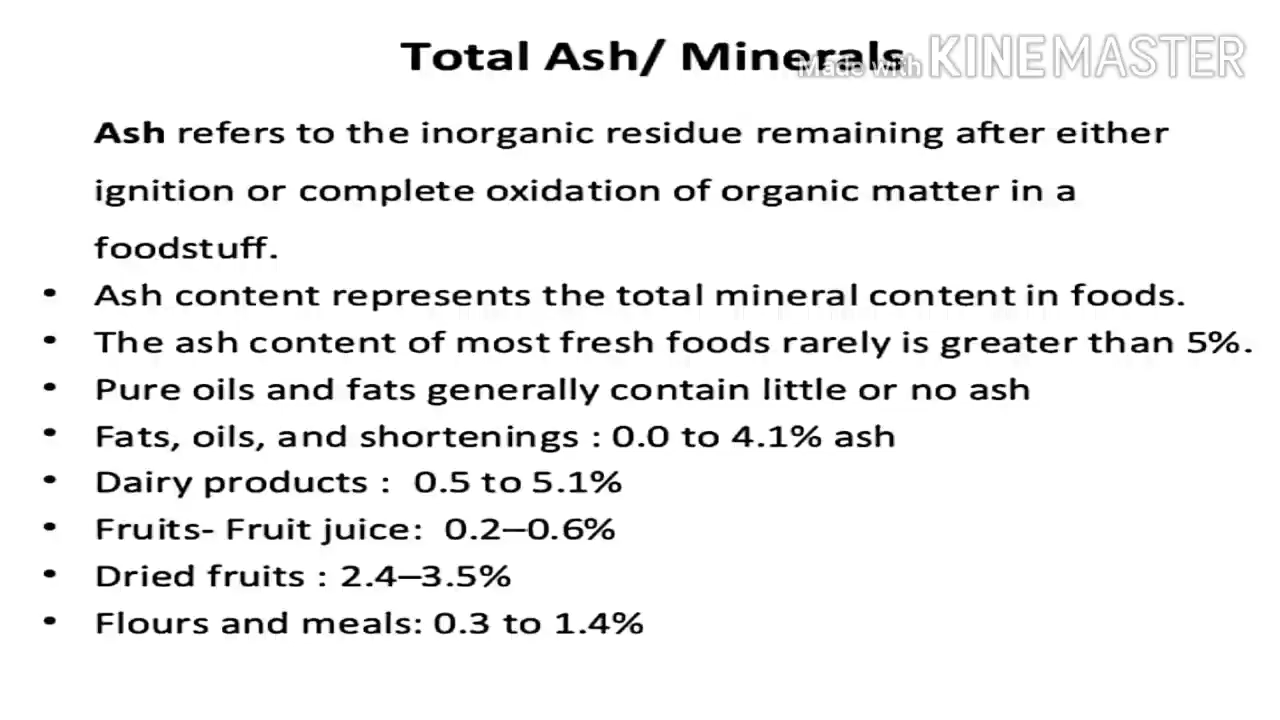 Total Ash/ Minerals
Made with KINEMASTER
Ash refers to the inorganic residue remaining after either
ignition or complete oxidation of organic matter in a
foodstuff.
• Ash content represents the total mineral content in foods.
• The ash content of most fresh foods rarely is greater than 5%.
• Pure oils and fats generally contain little or no ash
• Fats, oils, and shortenings : 0.0 to 4.1% ash
• Dairy products : 0.5 to 5.1%
• Fruits- Fruit juice: 0.2–0.6%
• Dried fruits : 2.4–3.5%
• Flours and meals: 0.3 to 1.4%